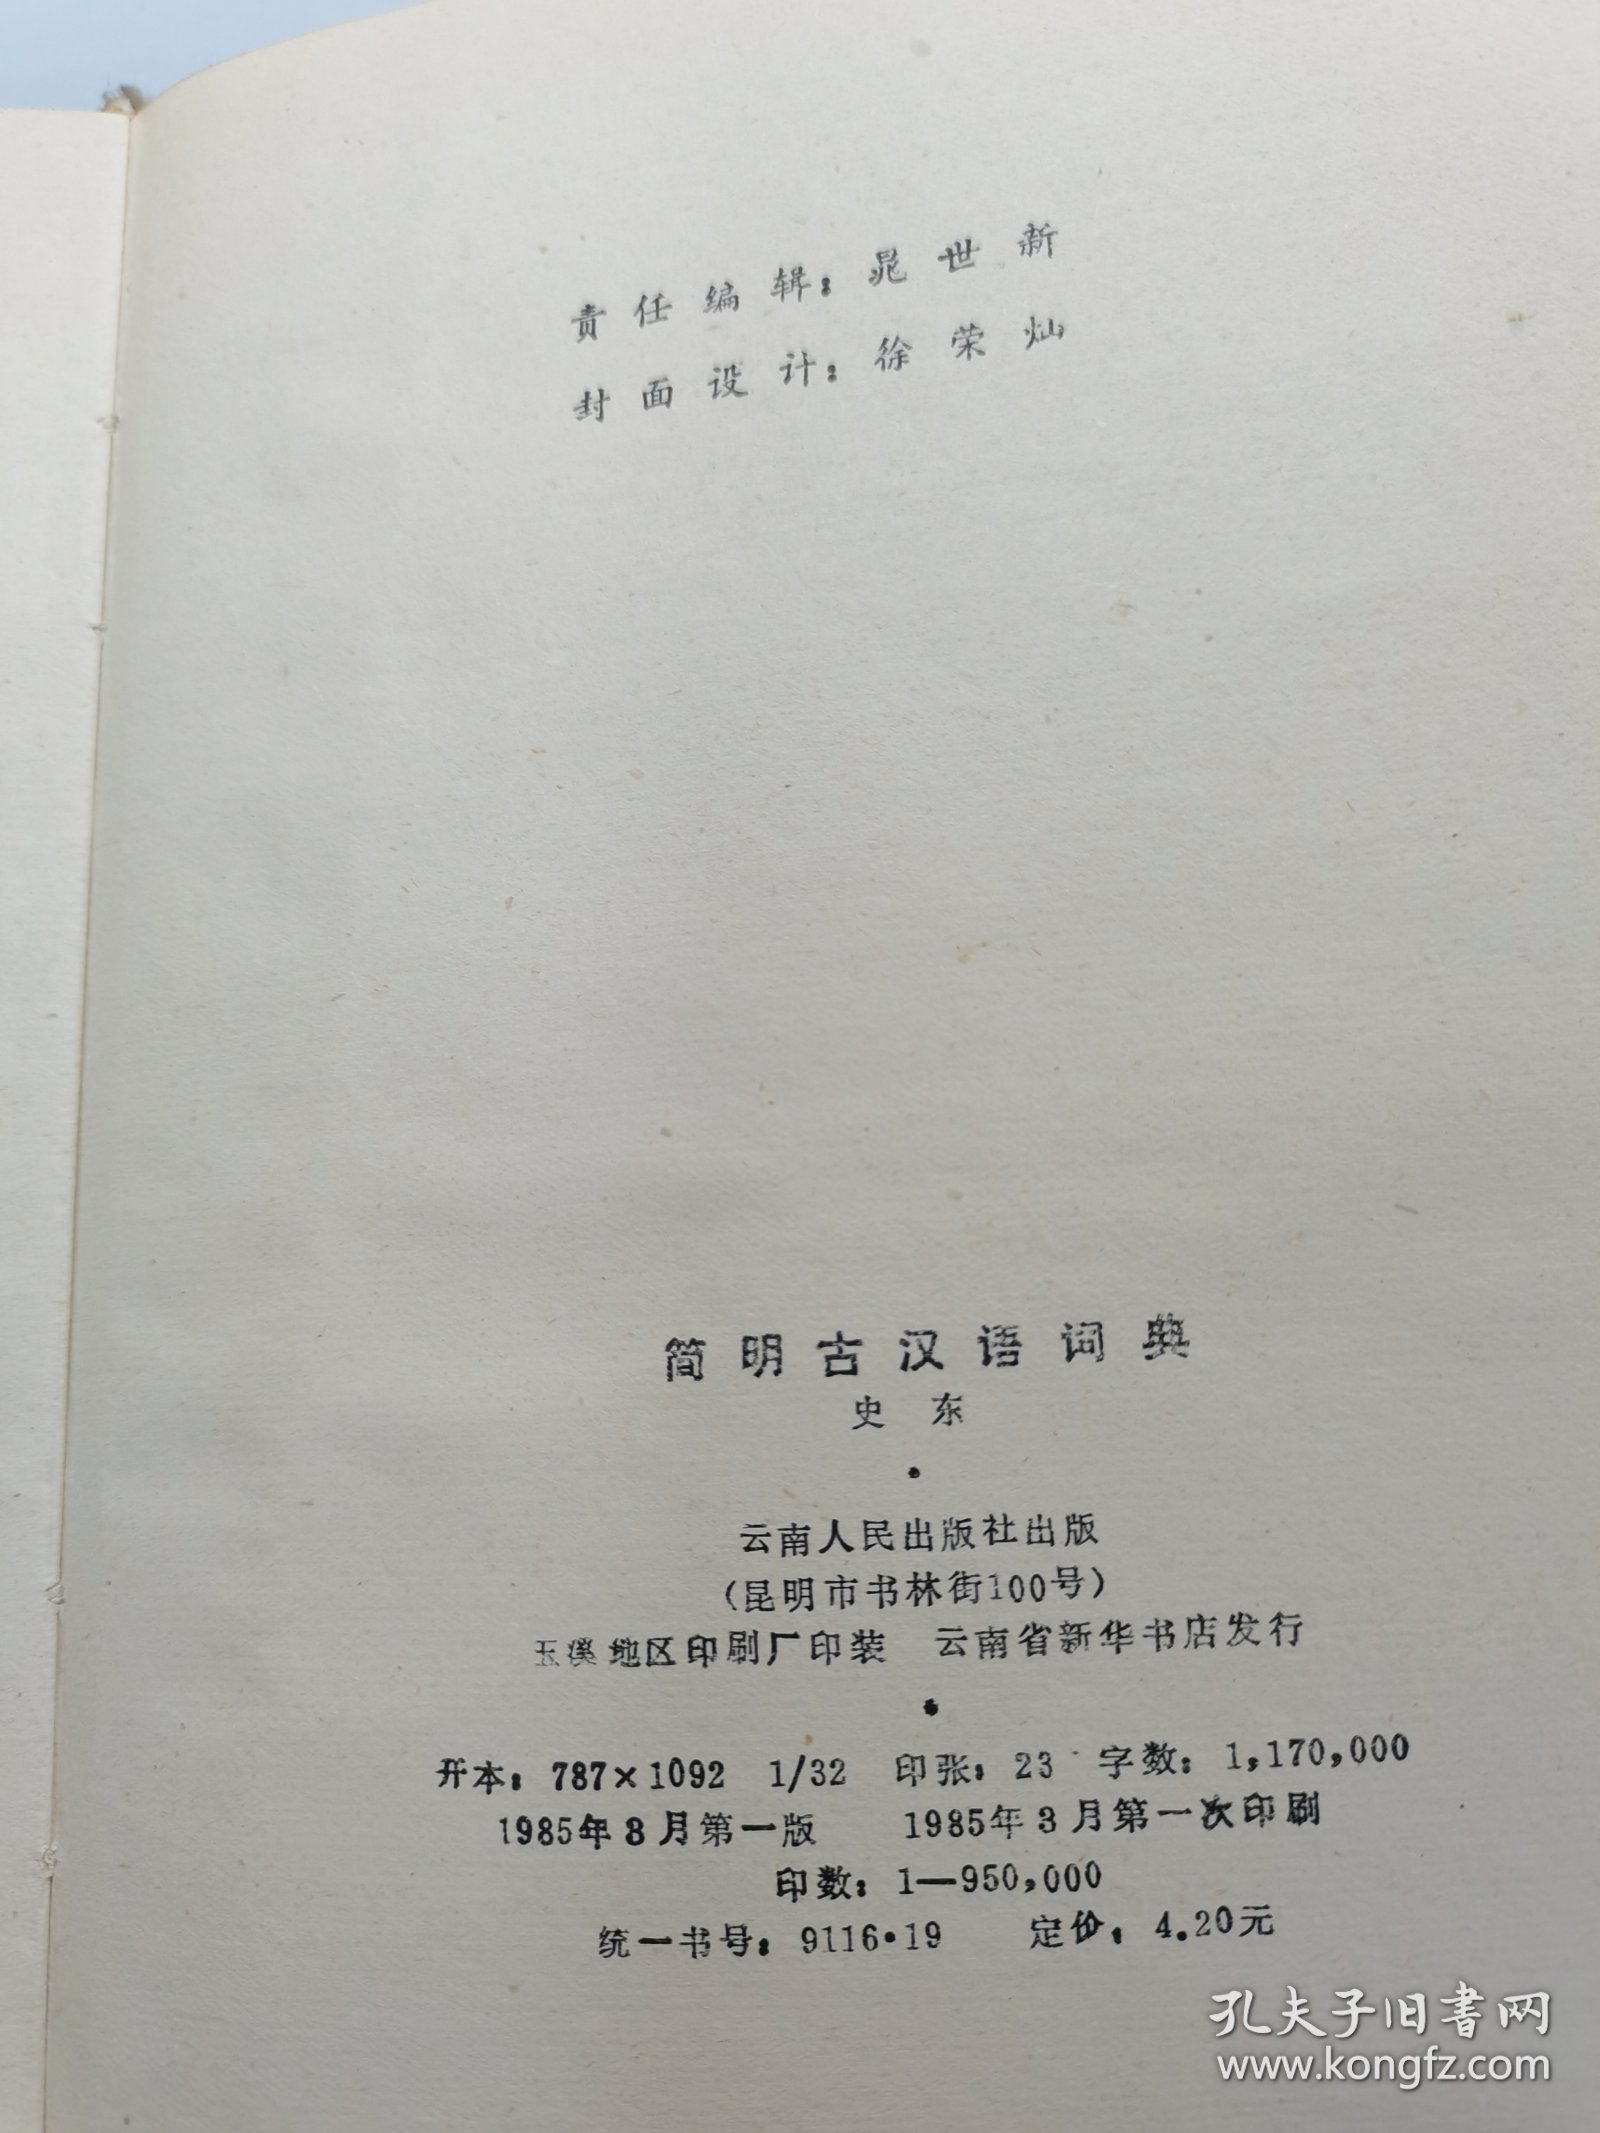 责任编辑：晁世新
封面设计：徐荣灿
简明古汉语词典
史东
•
云南人民出版社出版
（昆明市书林街100号）
玉溪地区印刷厂印装 云南省新华书店发行
•
开本：787×1092 1/32 印张：23 字数：1,170,000
1985年3月第一版 1985年3月第一次印刷
印数：1—950,000
统一书号：9116·19 定价：4.20元
孔夫子旧书网
www.kongfz.com